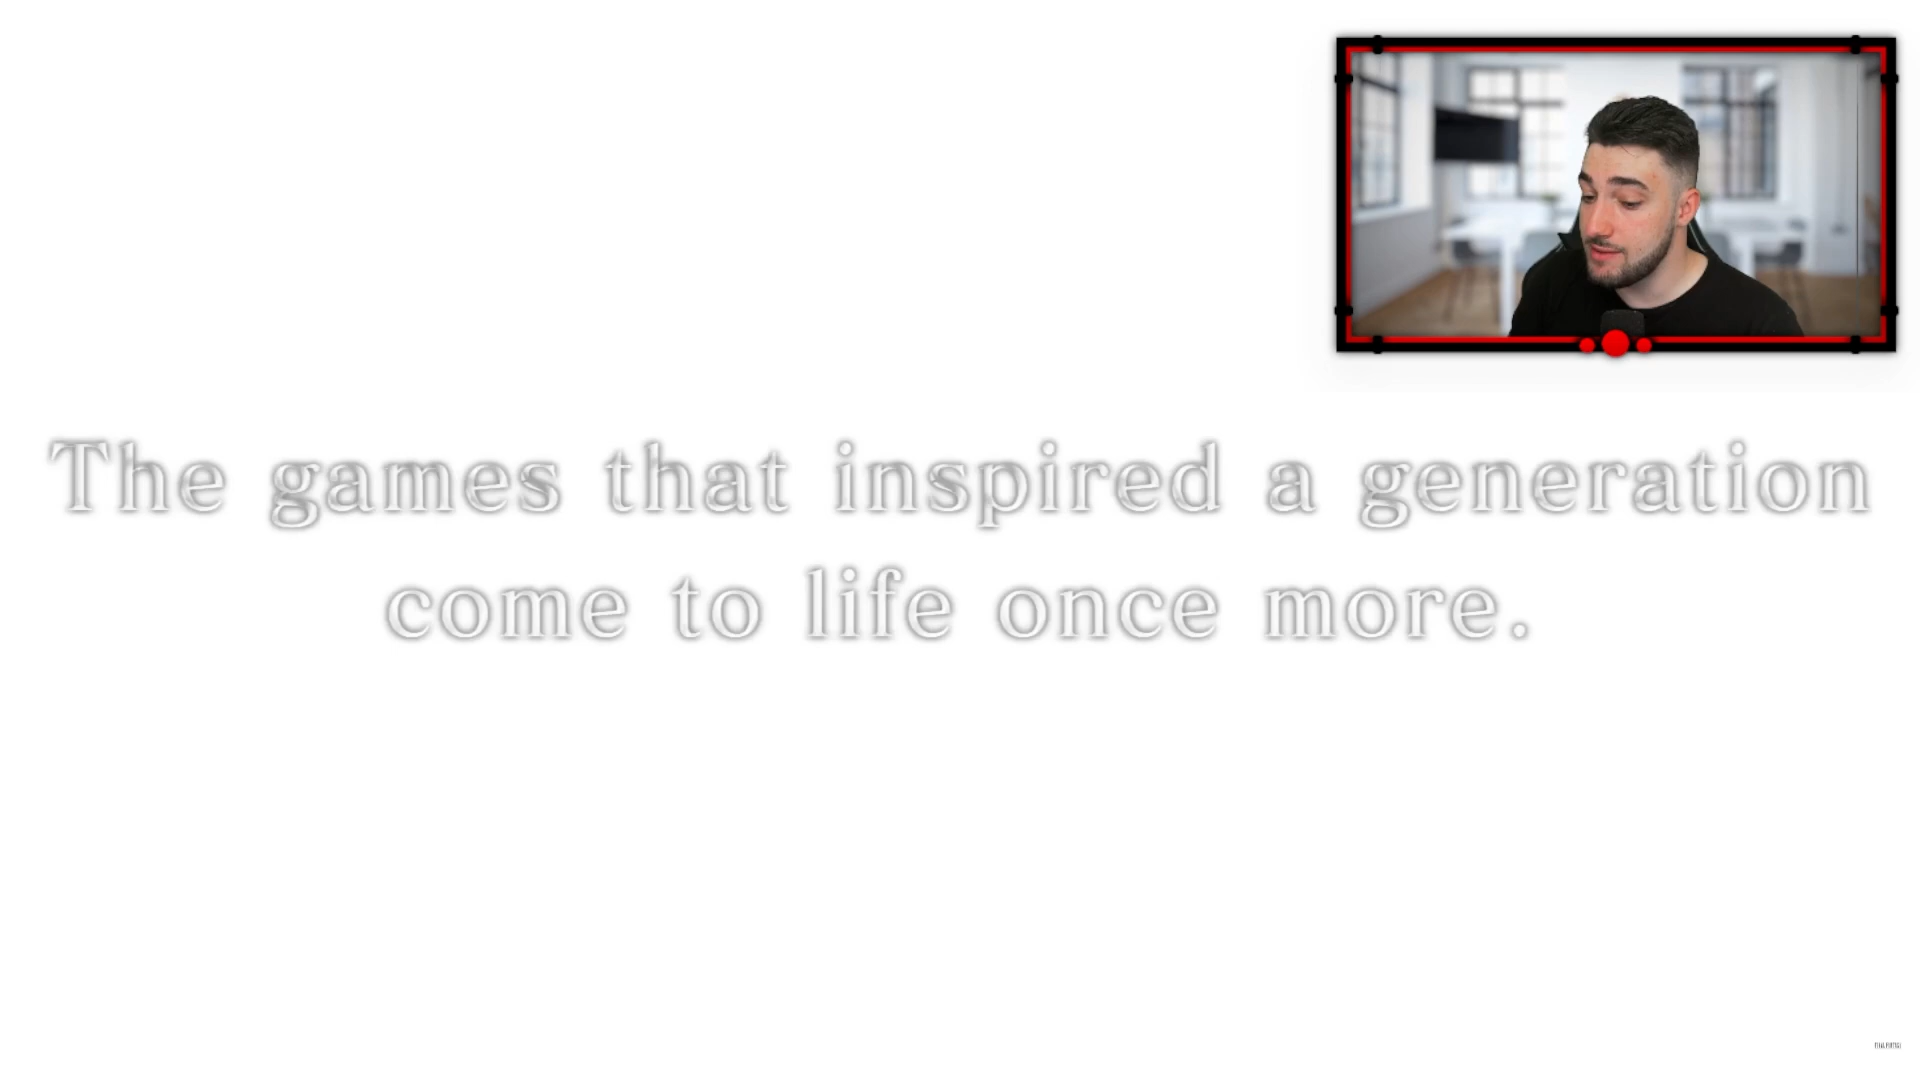 The games that inspired a generation
come to life once more.